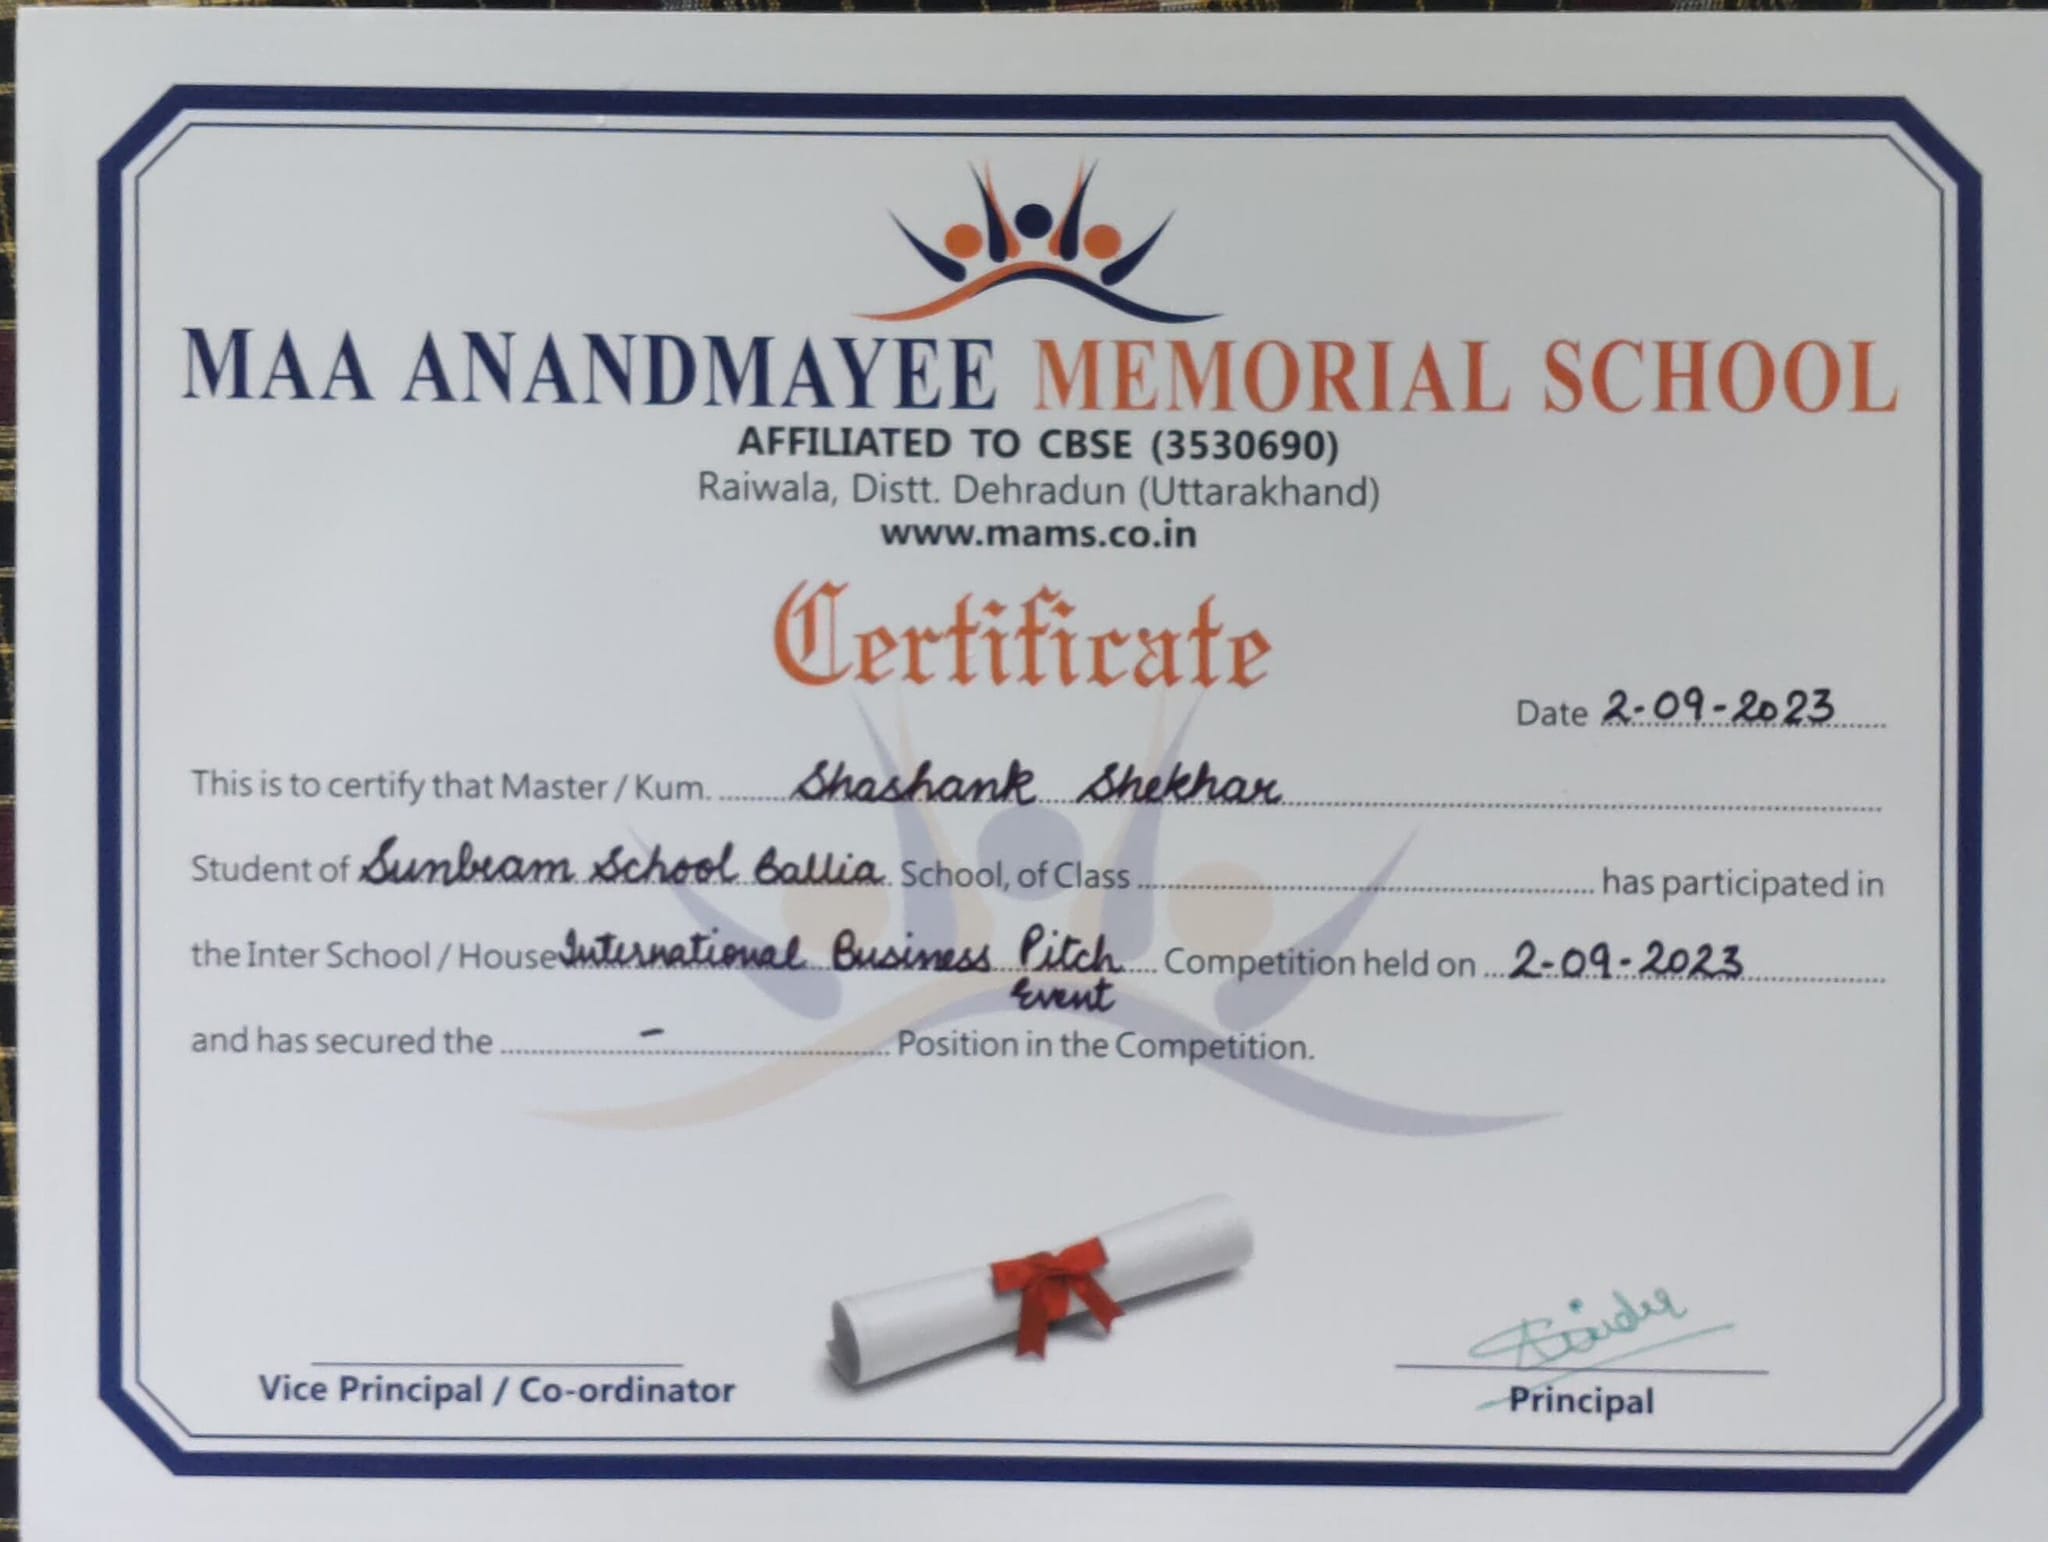 MAA ANANDMAYEE MEMORIAL SCHOOL
AFFILIATED TO CBSE (3530690)
Raiwala, Distt. Dehradun (Uttarakhand)
www.mams.co.in
Certificate
Date 2-09-2023
This is to certify that Master / Kum. Shashank Shekhar
Student of Sunbeam School Ballia School, of Class has participated in
the Inter School / House International Business Pitch Competition held on 2-09-2023
Event
and has secured the - Position in the Competition.
Vice Principal / Co-ordinator
Principal